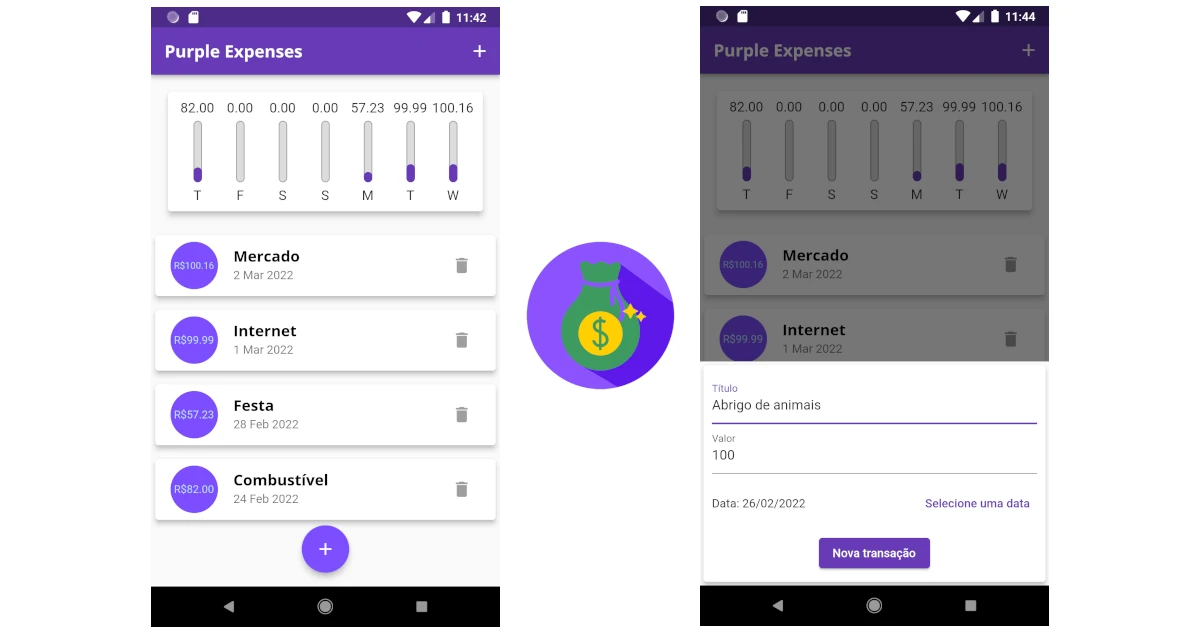 11:42
Purple Expenses +
82.00 0.00 0.00 0.00 57.23 99.99 100.16
T F S S M T W
R$100.16
Mercado
2 Mar 2022
R$99.99
Internet
1 Mar 2022
R$57.23
Festa
28 Feb 2022
R$82.00
Combustível
24 Feb 2022
+
$
11:44
Purple Expenses +
82.00 0.00 0.00 0.00 57.23 99.99 100.16
T F S S M T W
R$100.16
Mercado
2 Mar 2022
R$99.99
Internet
1 Mar 2022
Título
Abrigo de animais
Valor
100
Data: 26/02/2022 Selecione uma data
Nova transação